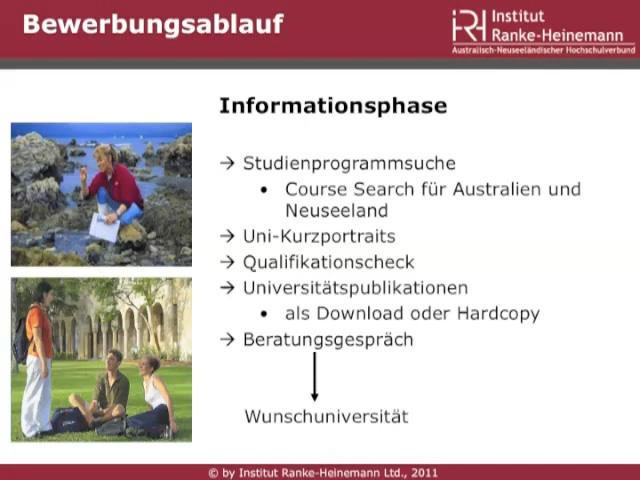 Bewerbungsablauf
iRH Institut
Ranke-Heinemann
Australisch-Neuseeländischer Hochschulverbund
Informationsphase
→ Studienprogrammsuche
• Course Search für Australien und
Neuseeland
→ Uni-Kurzportraits
→ Qualifikationscheck
→ Universitätspublikationen
• als Download oder Hardcopy
→ Beratungsgespräch
Wunschuniversität
© by Institut Ranke-Heinemann Ltd., 2011